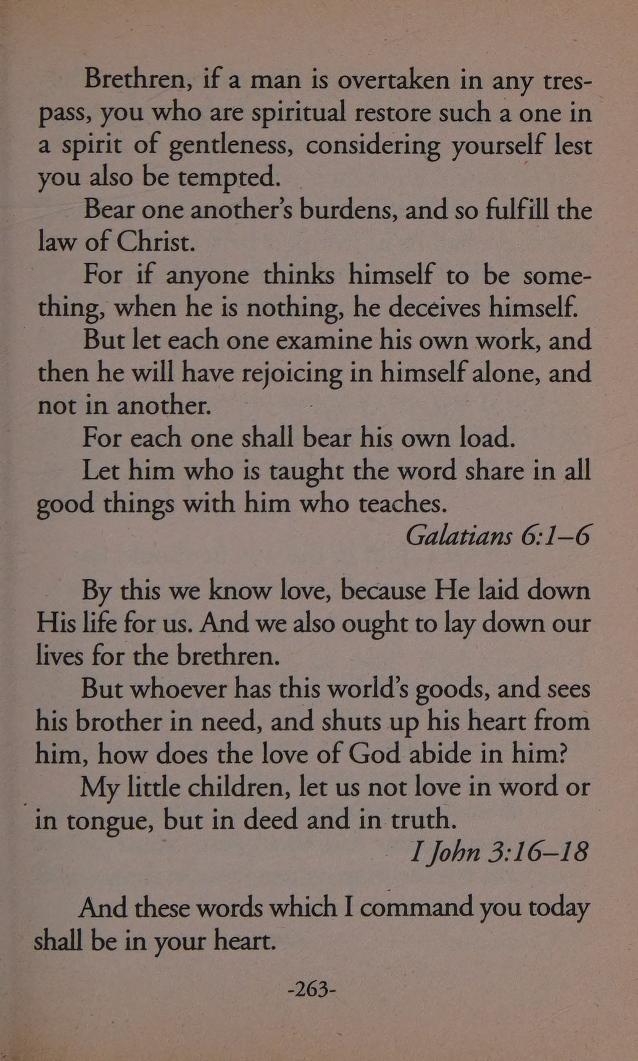 Brethren, if a man is overtaken in any tres-
pass, you who are spiritual restore such a one in
a spirit of gentleness, considering yourself lest
you also be tempted.
Bear one another's burdens, and so fulfill the
law of Christ.
For if anyone thinks himself to be some-
thing, when he is nothing, he deceives himself.
But let each one examine his own work, and
then he will have rejoicing in himself alone, and
not in another.
For each one shall bear his own load.
Let him who is taught the word share in all
good things with him who teaches.
Galatians 6:1–6
By this we know love, because He laid down
His life for us. And we also ought to lay down our
lives for the brethren.
But whoever has this world's goods, and sees
his brother in need, and shuts up his heart from
him, how does the love of God abide in him?
My little children, let us not love in word or
in tongue, but in deed and in truth.
I John 3:16–18
And these words which I command you today
shall be in your heart.
-263-